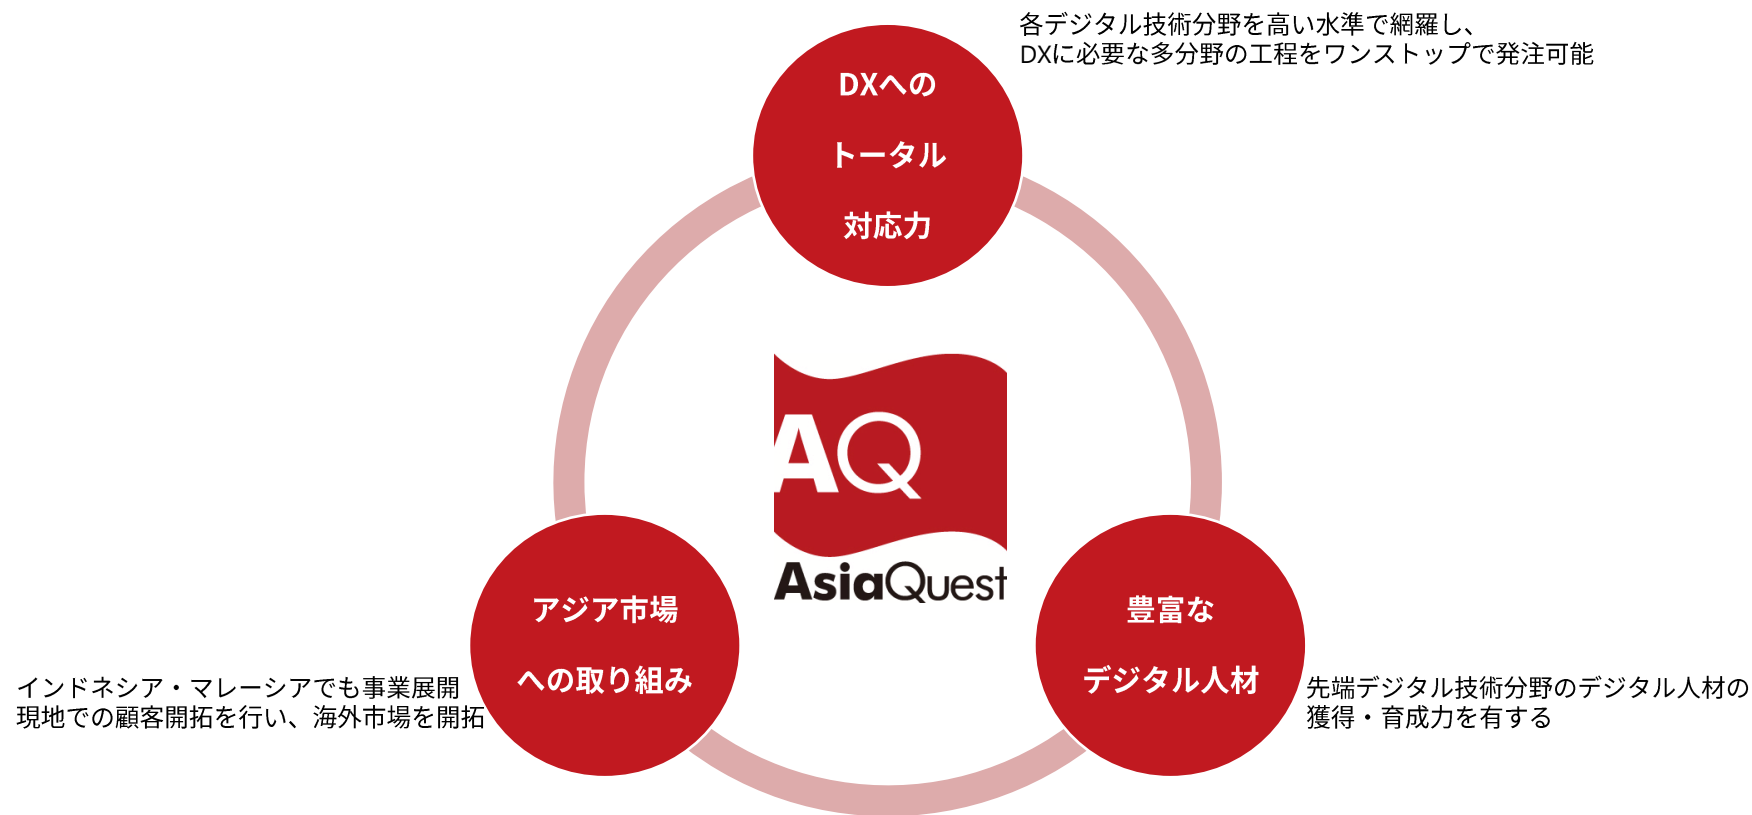 各デジタル技術分野を高い水準で網羅し、
DXに必要な多分野の工程をワンストップで発注可能
DXへの
トータル
対応力
AQ
AsiaQuest
アジア市場
への取り組み
インドネシア・マレーシアでも事業展開
現地での顧客開拓を行い、海外市場を開拓
豊富な
デジタル人材
先端デジタル技術分野のデジタル人材の
獲得・育成力を有する